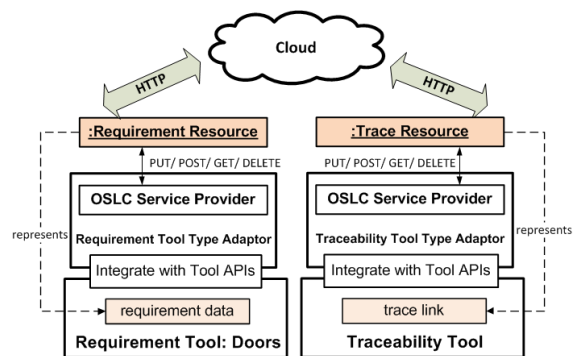 Cloud
HTTP
HTTP
:Requirement Resource
:Trace Resource
PUT/ POST/ GET/ DELETE
PUT/ POST/ GET/ DELETE
OSLC Service Provider
OSLC Service Provider
represents
represents
Requirement Tool Type Adaptor
Traceability Tool Type Adaptor
Integrate with Tool APIs
Integrate with Tool APIs
requirement data
trace link
Requirement Tool: Doors
Traceability Tool